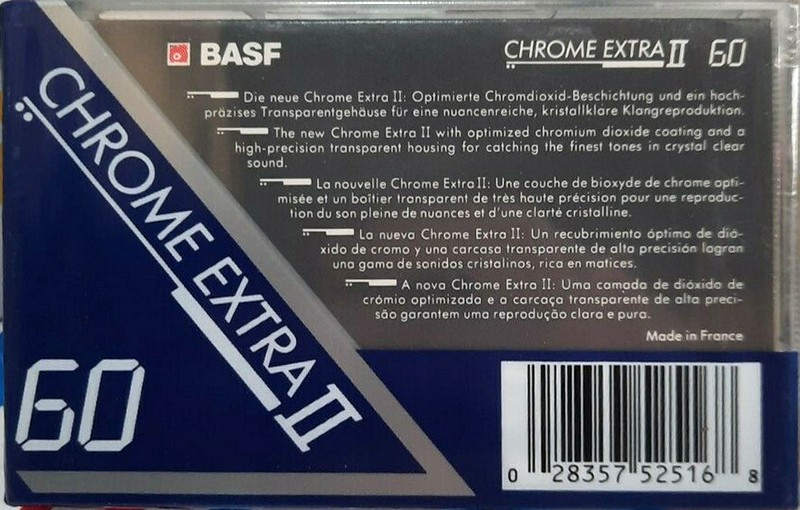 BASF
CHROME EXTRA II 60
Die neue Chrome Extra II: Optimierte Chromdioxid-Beschichtung und ein hoch-
präzises Transparentgehäuse für eine nuancenreiche, kristallklare Klangreproduktion.
The new Chrome Extra II with optimized chromium dioxide coating and a
high-precision transparent housing for catching the finest tones in crystal clear
sound.
La nouvelle Chrome Extra II: Une couche de bioxyde de chrome opti-
misée et un boîtier transparent de très haute précision pour une reproduc-
tion du son pleine de nuances et d'une clarté cristalline.
La nueva Chrome Extra II: Un recubrimiento óptimo de dió-
xido de cromo y una carcasa transparente de alta precisión logran
una gama de sonidos cristalinos, rica en matices.
A nova Chrome Extra II: Uma camada de dióxido de
crómio optimizada e a carcaça transparente de alta preci-
são garantem uma reprodução clara e pura.
Made in France
CHROME EXTRA II
60
0 28357 52516 8